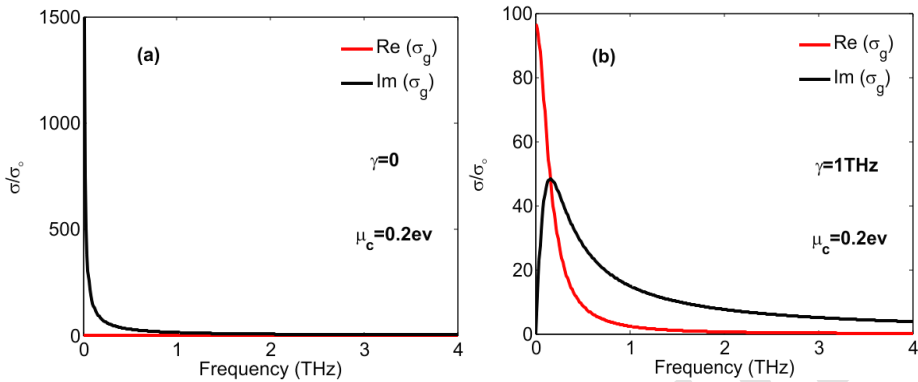 1500
1000
500
0
σ/σ₀
(a)
Re (σg)
Im (σg)
γ=0
μc=0.2ev
0 1 2 3 4
Frequency (THz)
100
80
60
40
20
0
σ/σ₀
(b)
Re (σg)
Im (σg)
γ=1THz
μc=0.2ev
0 1 2 3 4
Frequency (THz)